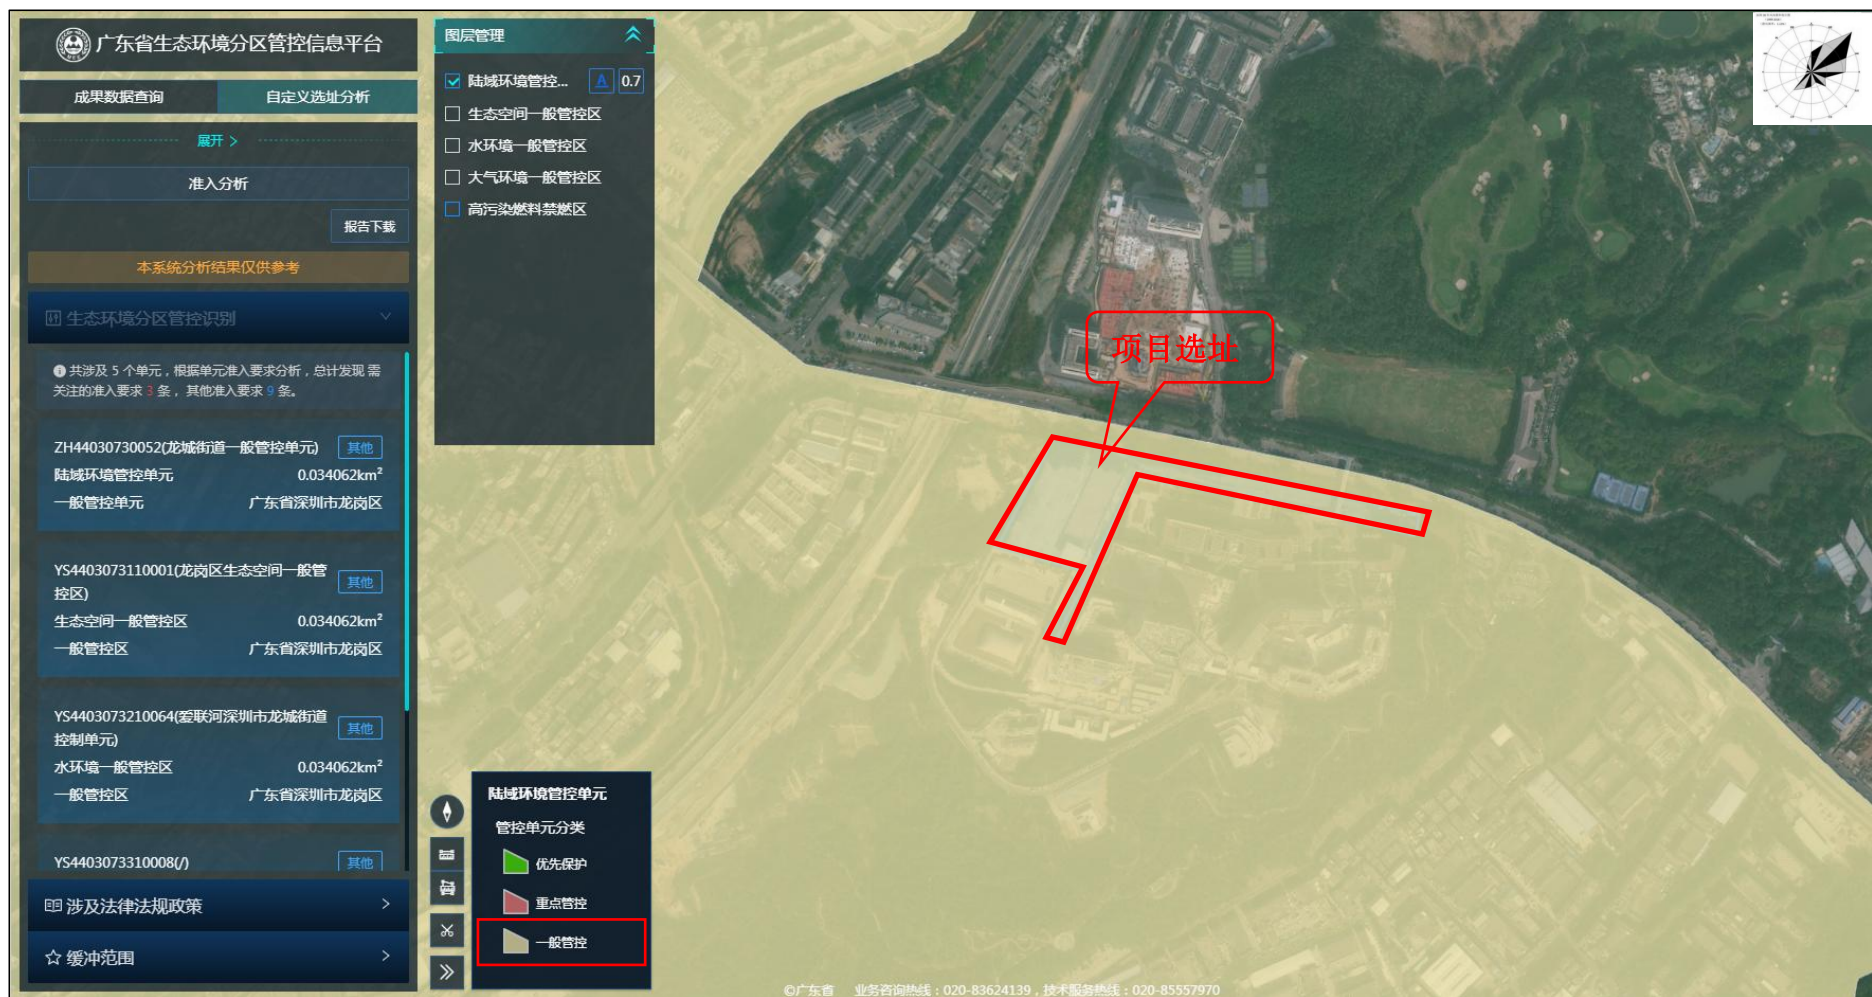 广东省生态环境分区管控信息平台
成果数据查询
自定义选址分析
展开 >
准入分析
报告下载
本系统分析结果仅供参考
生态环境分区管控识别
共涉及 5 个单元，根据单元准入要求分析，总计发现 需
关注的准入要求 3 条， 其他准入要求 9 条。
ZH44030730052(龙城街道一般管控单元)
其他
陆域环境管控单元
0.034062km²
一般管控单元
广东省深圳市龙岗区
YS4403073110001(龙岗区生态空间一般管
控区)
其他
生态空间一般管控区
0.034062km²
一般管控区
广东省深圳市龙岗区
YS4403073210064(爱联河深圳市龙城街道
控制单元)
其他
水环境一般管控区
0.034062km²
一般管控区
广东省深圳市龙岗区
YS4403073310008(/)
其他
涉及法律法规政策 >
缓冲范围 >
图层管理
陆域环境管控...
A 0.7
生态空间一般管控区
水环境一般管控区
大气环境一般管控区
高污染燃料禁燃区
项目选址
陆域环境管控单元
管控单元分类
优先保护
重点管控
一般管控
©广东省 业务咨询热线：020-83624139，技术服务热线：020-85557970